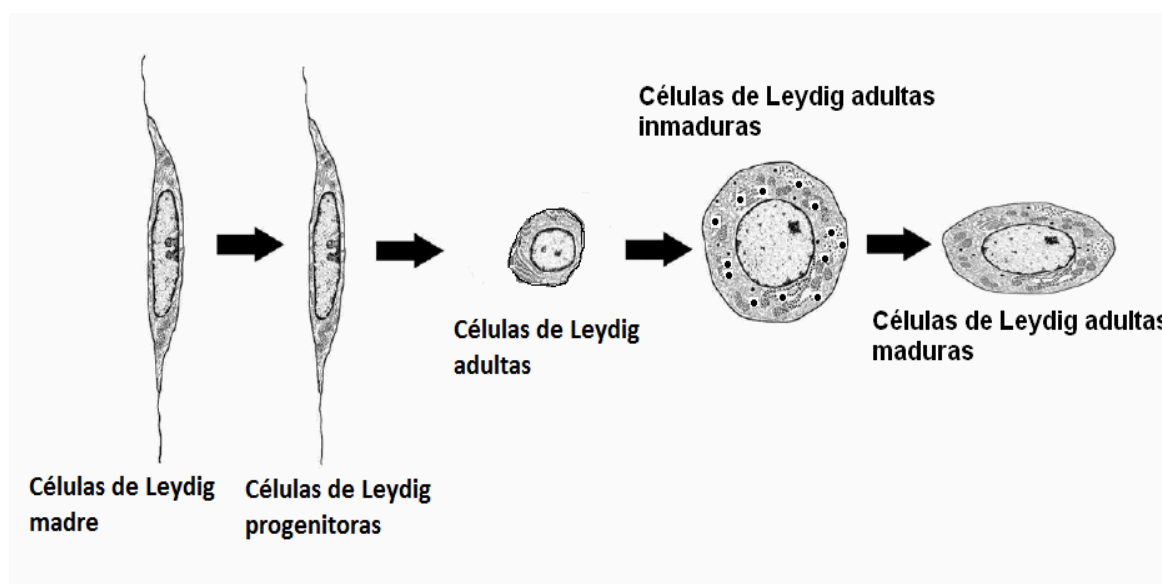 Células de Leydig
madre
Células de Leydig
progenitoras
Células de Leydig
adultas
Células de Leydig adultas
inmaduras
Células de Leydig adultas
maduras